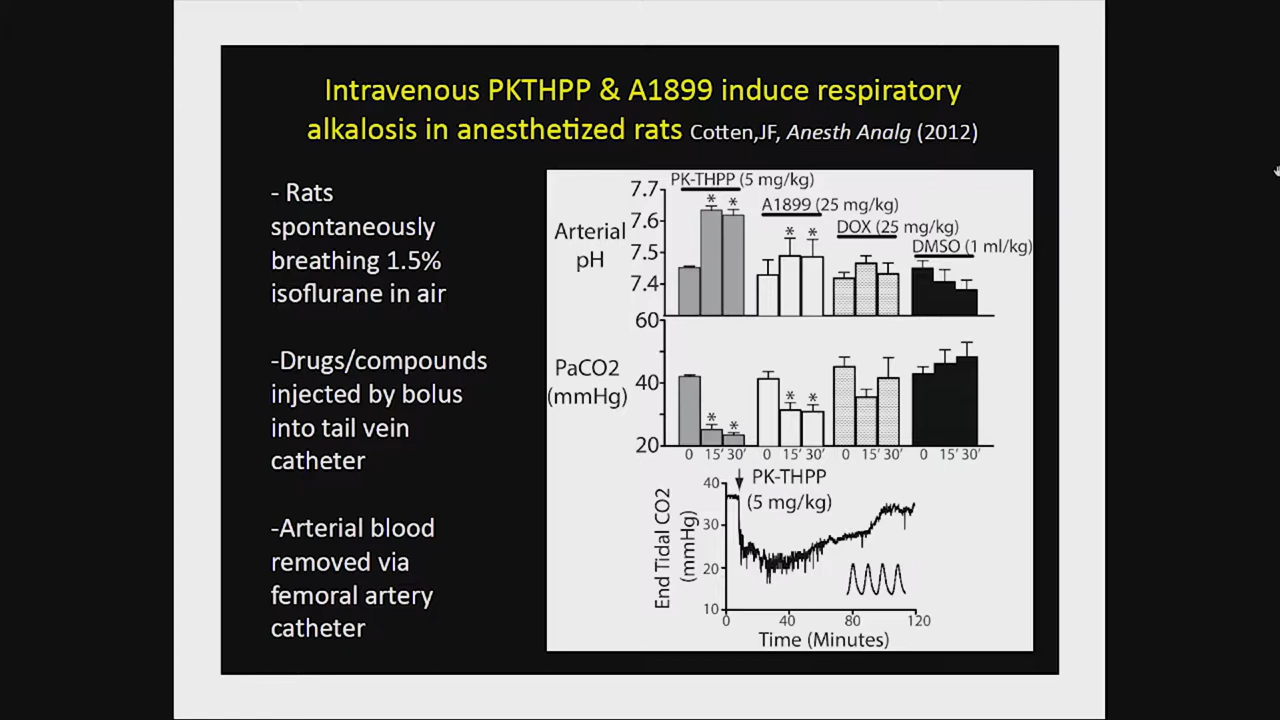 Intravenous PKTHPP & A1899 induce respiratory
alkalosis in anesthetized rats Cotten,JF, Anesth Analg (2012)
- Rats
spontaneously
breathing 1.5%
isoflurane in air
-Drugs/compounds
injected by bolus
into tail vein
catheter
-Arterial blood
removed via
femoral artery
catheter
PK-THPP (5 mg/kg)
A1899 (25 mg/kg)
DOX (25 mg/kg)
DMSO (1 ml/kg)
Arterial
pH
7.7
7.6
7.5
7.4
* * * *
PaCO2
(mmHg)
60
40
20
* * * *
0 15' 30' 0 15' 30' 0 15' 30' 0 15' 30'
PK-THPP
(5 mg/kg)
End Tidal CO2
(mmHg)
40
30
20
10
0 40 80 120
Time (Minutes)